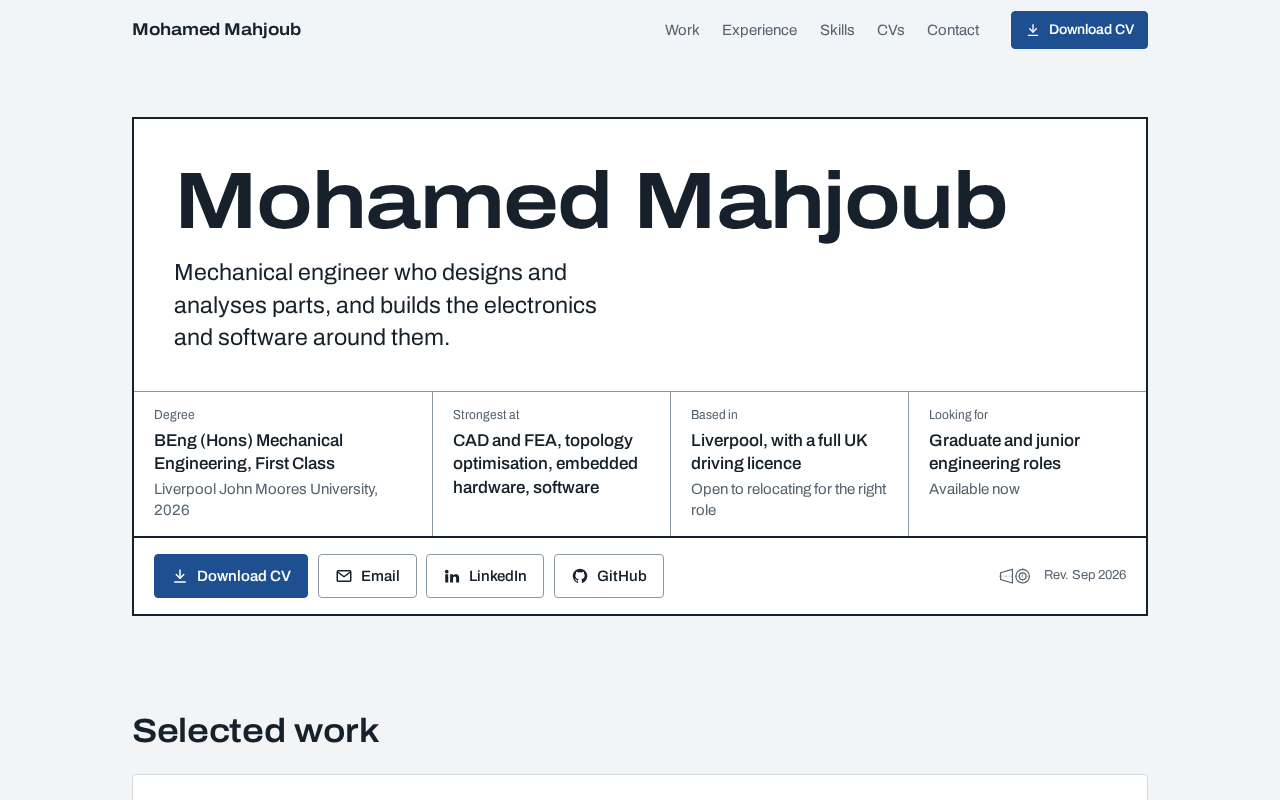 Mohamed Mahjoub
Work
Experience
Skills
CVs
Contact
Download CV
Mohamed Mahjoub
Mechanical engineer who designs and
analyses parts, and builds the electronics
and software around them.
Degree
BEng (Hons) Mechanical
Engineering, First Class
Liverpool John Moores University,
2026
Strongest at
CAD and FEA, topology
optimisation, embedded
hardware, software
Based in
Liverpool, with a full UK
driving licence
Open to relocating for the right
role
Looking for
Graduate and junior
engineering roles
Available now
Download CV
Email
LinkedIn
GitHub
Rev. Sep 2026
Selected work